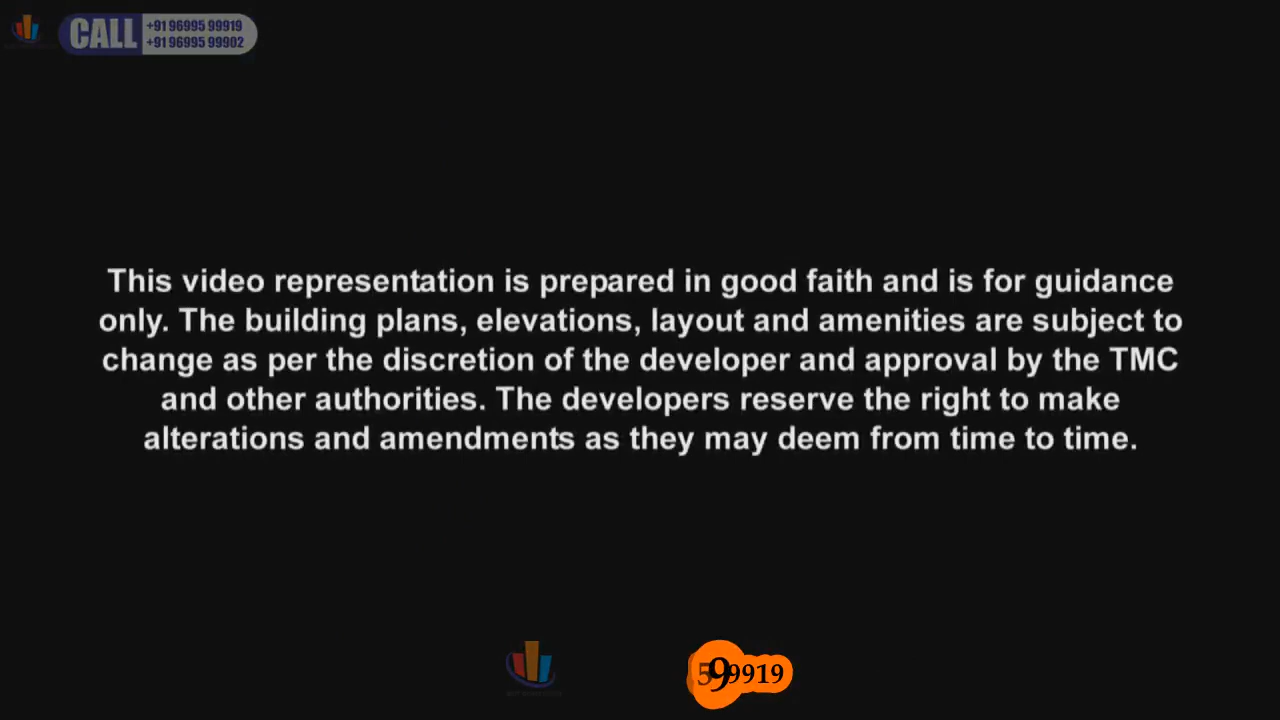 CALL
+91 96995 99919
+91 96995 99902
This video representation is prepared in good faith and is for guidance
only. The building plans, elevations, layout and amenities are subject to
change as per the discretion of the developer and approval by the TMC
and other authorities. The developers reserve the right to make
alterations and amendments as they may deem from time to time.
599919